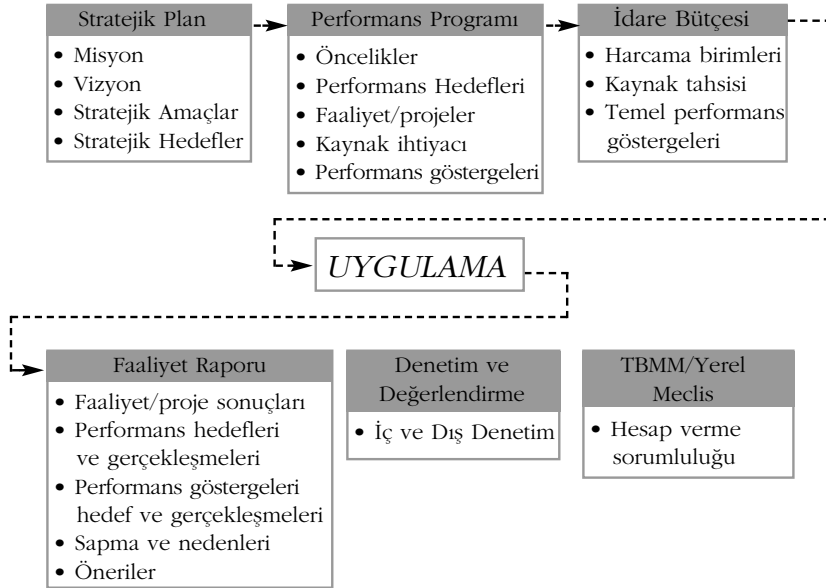 Stratejik Plan
• Misyon
• Vizyon
• Stratejik Amaçlar
• Stratejik Hedefler
Performans Programı
• Öncelikler
• Performans Hedefleri
• Faaliyet/projeler
• Kaynak ihtiyacı
• Performans göstergeleri
İdare Bütçesi
• Harcama birimleri
• Kaynak tahsisi
• Temel performans
göstergeleri
UYGULAMA
Faaliyet Raporu
• Faaliyet/proje sonuçları
• Performans hedefleri
ve gerçekleşmeleri
• Performans göstergeleri
hedef ve gerçekleşmeleri
• Sapma ve nedenleri
• Öneriler
Denetim ve
Değerlendirme
• İç ve Dış Denetim
TBMM/Yerel
Meclis
• Hesap verme
sorumluluğu